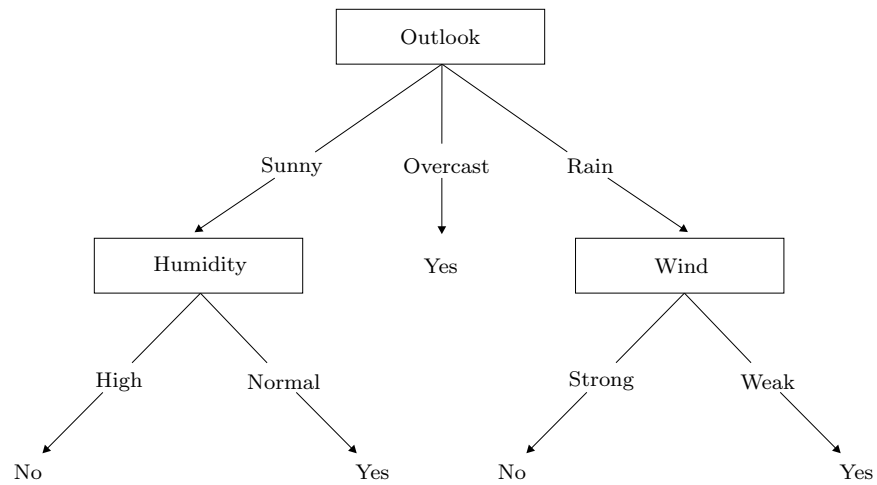 Outlook
Sunny Overcast Rain
Humidity Yes Wind
High Normal Strong Weak
No Yes No Yes